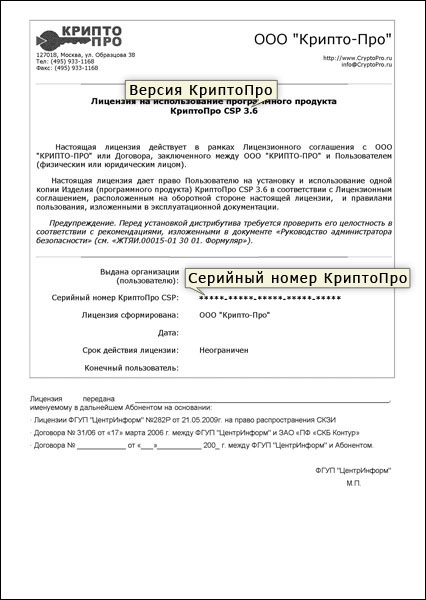 КРИПТО
ПРО
ООО "Крипто-Про"
127018, Москва, ул. Образцова 38
Тел: (495) 933-1168
Факс: (495) 933-1168
http://www.CryptoPro.ru
info@CryptoPro.ru
Версия КриптоПро
Лицензия на использование программного продукта
КриптоПро CSP 3.6
Настоящая лицензия действует в рамках Лицензионного соглашения с ООО
"КРИПТО-ПРО" или Договора, заключенного между ООО "КРИПТО-ПРО" и Пользователем
(физическим или юридическим лицом).
Настоящая лицензия дает право Пользователю на установку и использование одной
копии Изделия (программного продукта) КриптоПро CSP 3.6 в соответствии с Лицензионным
соглашением, расположенным на оборотной стороне настоящей лицензии, и правилами
пользования, изложенными в эксплуатационной документации.
Предупреждение. Перед установкой дистрибутива требуется проверить его целостность в
соответствии с рекомендациями, изложенными в документе «Руководство администратора
безопасности» (см. «ЖТЯИ.00015-01 30 01. Формуляр»).
Выдана организации
(пользователю):
Серийный номер КриптоПро
Серийный номер КриптоПро CSP: *****-*****-*****-*****-*****
Лицензия сформирована: ООО "Крипто-Про"
Дата:
Срок действия лицензии: Неограничен
Конечный пользователь:
Лицензия передана
именуемому в дальнейшем Абонентом на основании:
· Лицензии ФГУП "ЦентрИнформ" №282Р от 21.05.2009г. на право распространения СКЗИ
· Договора № 31/06 от «17» марта 2006 г. между ФГУП "ЦентрИнформ" и ЗАО «ПФ «СКБ Контур»
· Договора № ____________ от «___»____________ 200_ г. между ФГУП "ЦентрИнформ" и Абонентом.
ФГУП "ЦентрИнформ"
М.П.